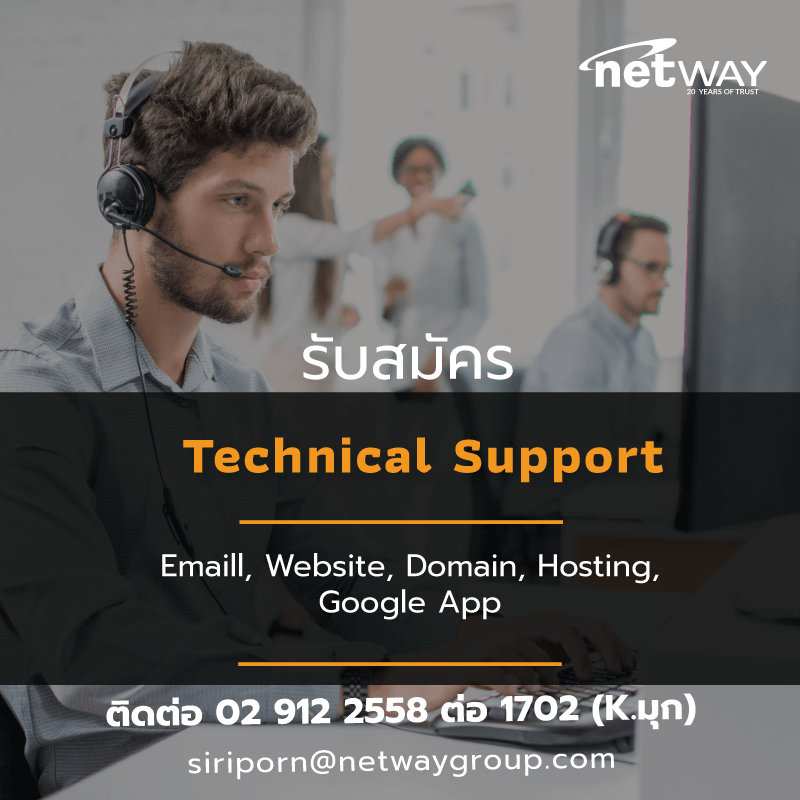 netWAY
20 YEARS OF TRUST
รับสมัคร
Technical Support
Emaill, Website, Domain, Hosting,
Google App
ติดต่อ 02 912 2558 ต่อ 1702 (K.มุก)
siriporn@netwaygroup.com